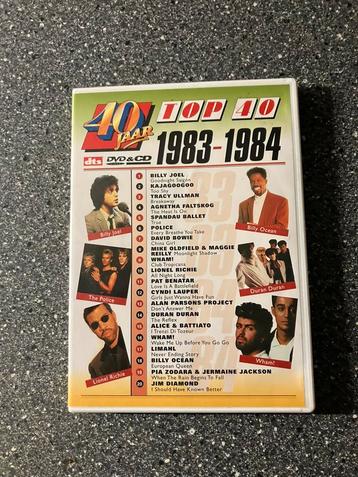 40 JAAR
TOP 40
dts DVD & CD
1983-1984
1 BILLY JOEL
Goodnight Saigon
2 KAJAGOOGOO
Too Shy
3 TRACY ULLMAN
Breakaway
4 AGNETHA FALTSKOG
The Heat Is On
5 SPANDAU BALLET
True
6 POLICE
Every Breathe You Take
7 DAVID BOWIE
China Girl
8 MIKE OLDFIELD & MAGGIE
REILLY Moonlight Shadow
9 WHAM!
Club Tropicana
10 LIONEL RICHIE
All Night Long
11 PAT BENATAR
Love Is A Battlefield
12 CYNDI LAUPER
Girls Just Wanna Have Fun
13 ALAN PARSONS PROJECT
Don't Answer Me
14 DURAN DURAN
The Reflex
15 ALICE & BATTIATO
I Trenzi Di Tozeur
16 WHAM!
Wake Me Up Before You Go Go
17 LIMAHL
Never Ending Story
18 BILLY OCEAN
European Queen
19 PIA ZODARA & JERMAINE JACKSON
When The Rain Begins To Fall
20 JIM DIAMOND
I Should Have Known Better
Billy Joel
The Police
Lionel Richie
Billy Ocean
Duran Duran
Wham!